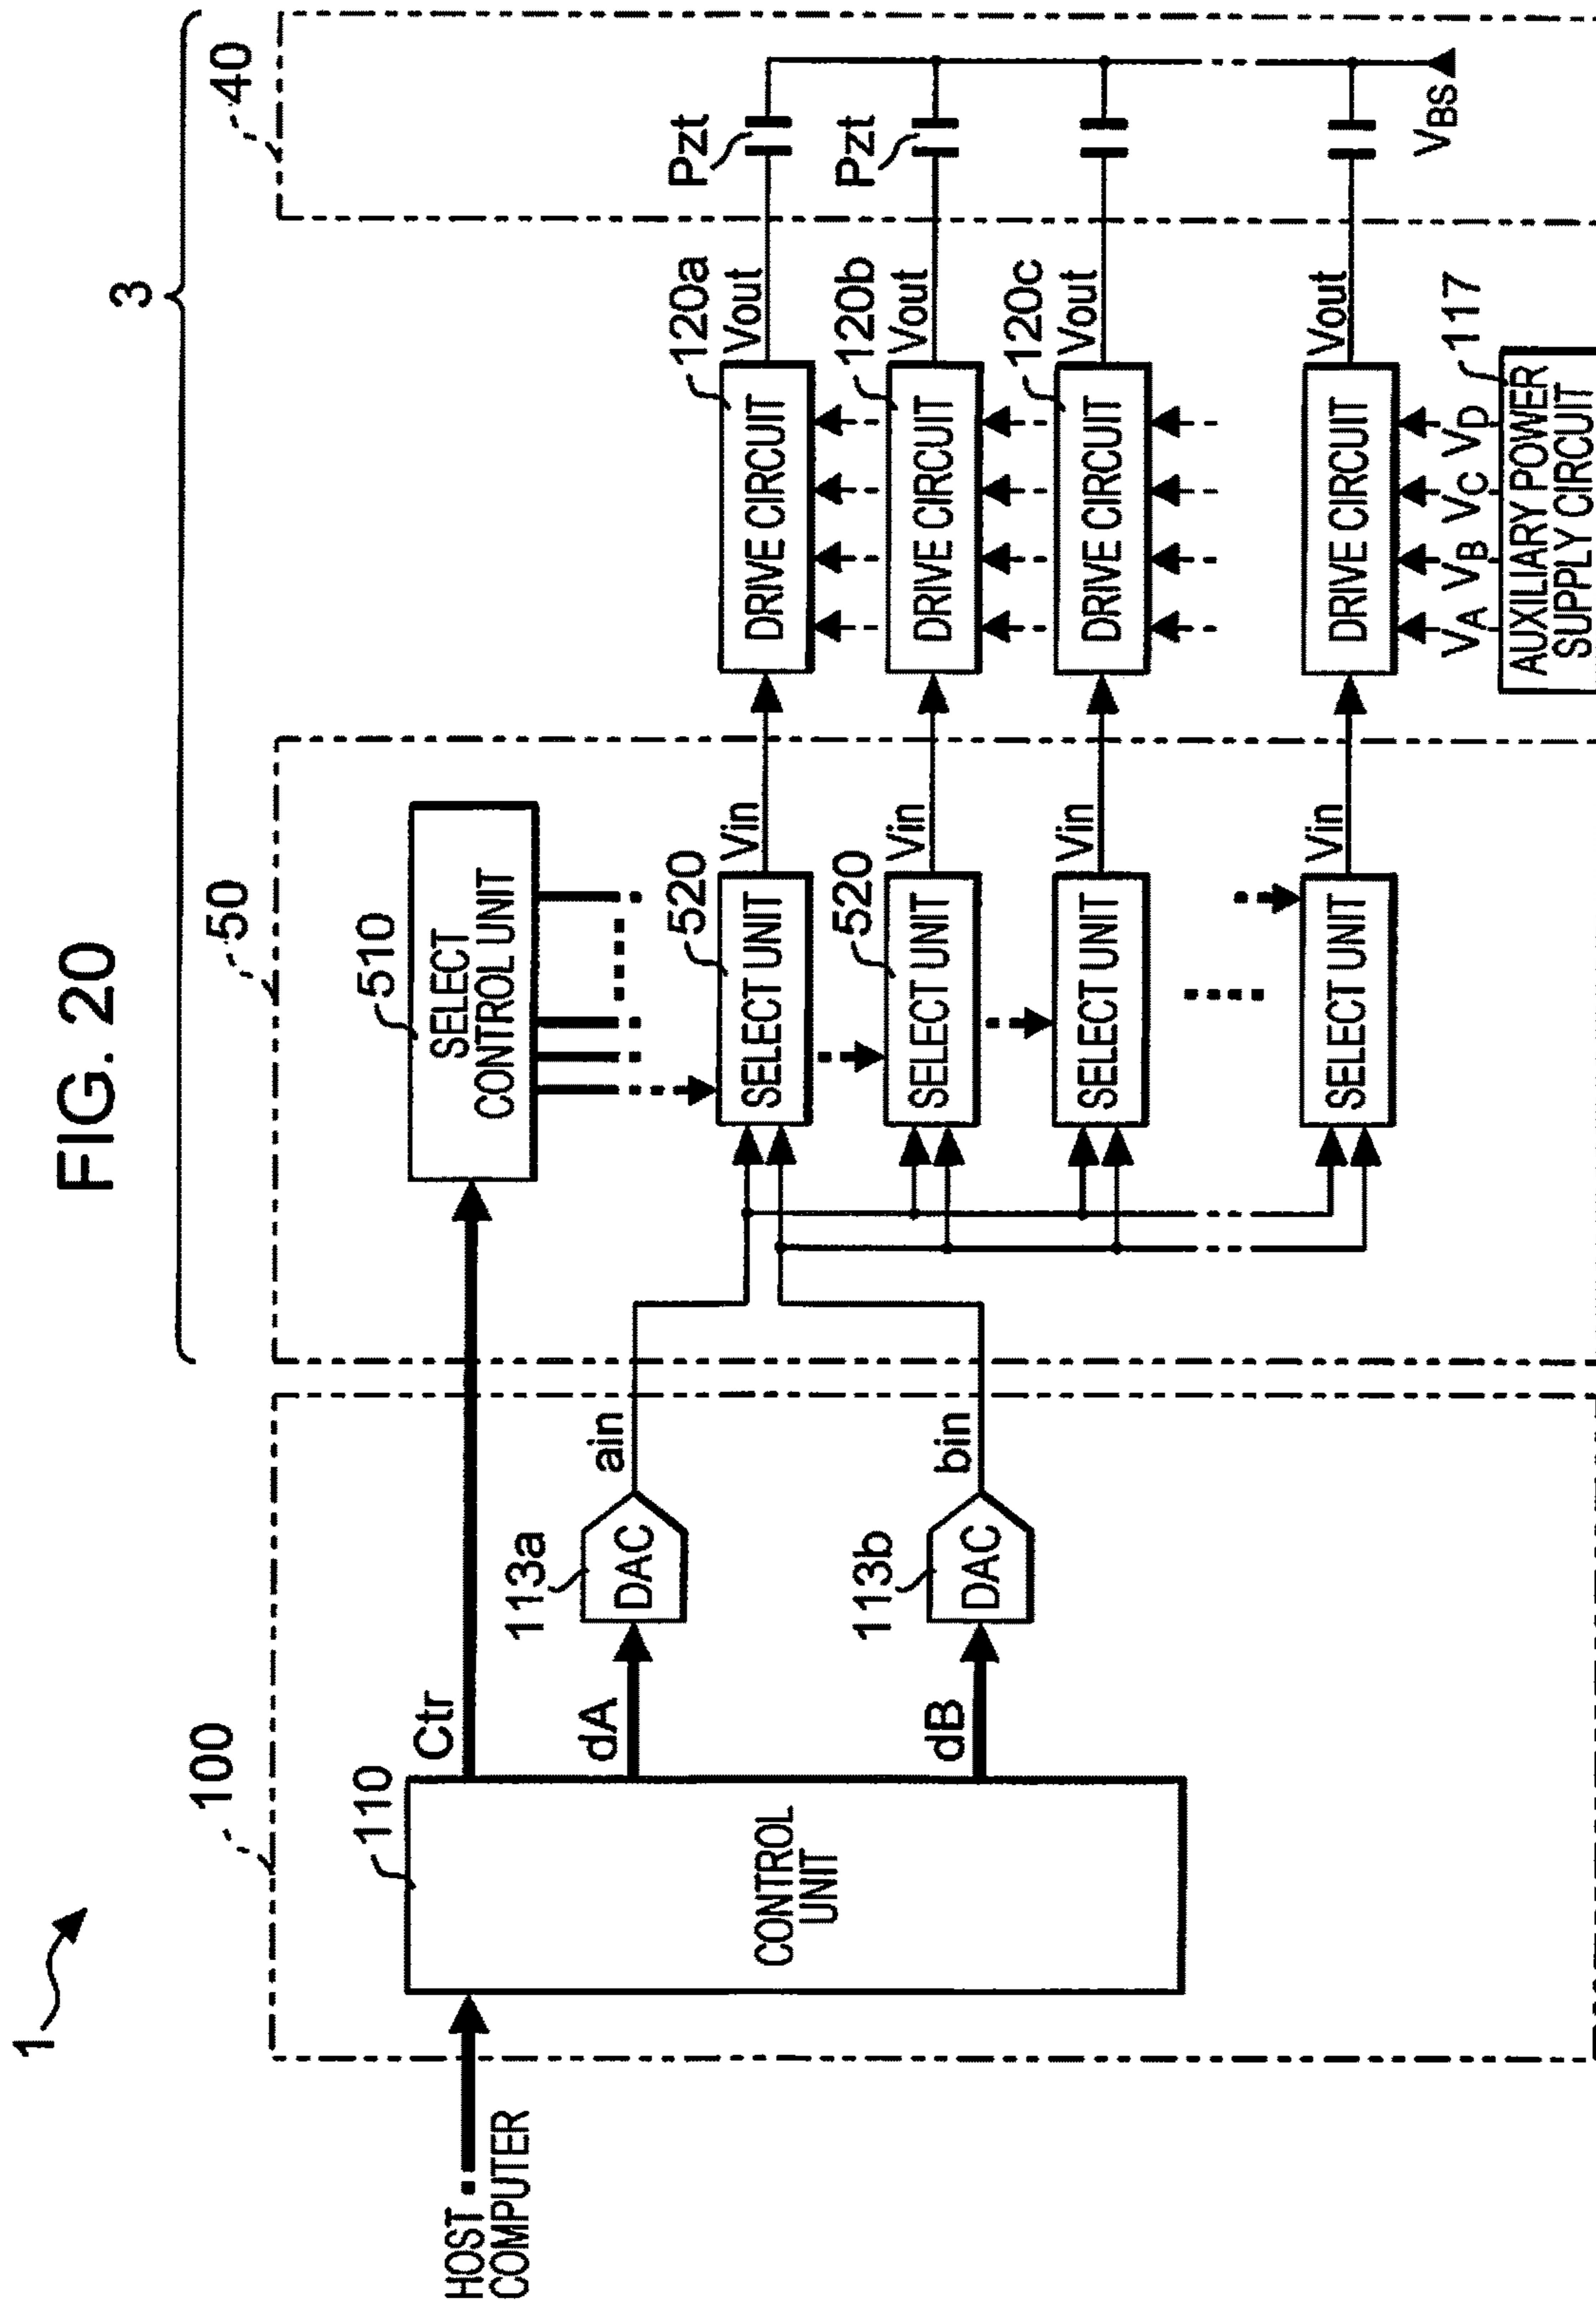 FIG. 20
1
3
100
50
40
HOST
COMPUTER
110
CONTROL
UNIT
Ctr
dA
dB
113a
DAC
ain
113b
DAC
bin
510
SELECT
CONTROL UNIT
520
SELECT UNIT
Vin
520
SELECT UNIT
Vin
SELECT UNIT
Vin
SELECT UNIT
Vin
120a
DRIVE CIRCUIT
Vout
120b
DRIVE CIRCUIT
Vout
120c
DRIVE CIRCUIT
Vout
DRIVE CIRCUIT
Vout
VA VB VC VD
117
AUXILIARY POWER
SUPPLY CIRCUIT
Pzt
Pzt
VBS